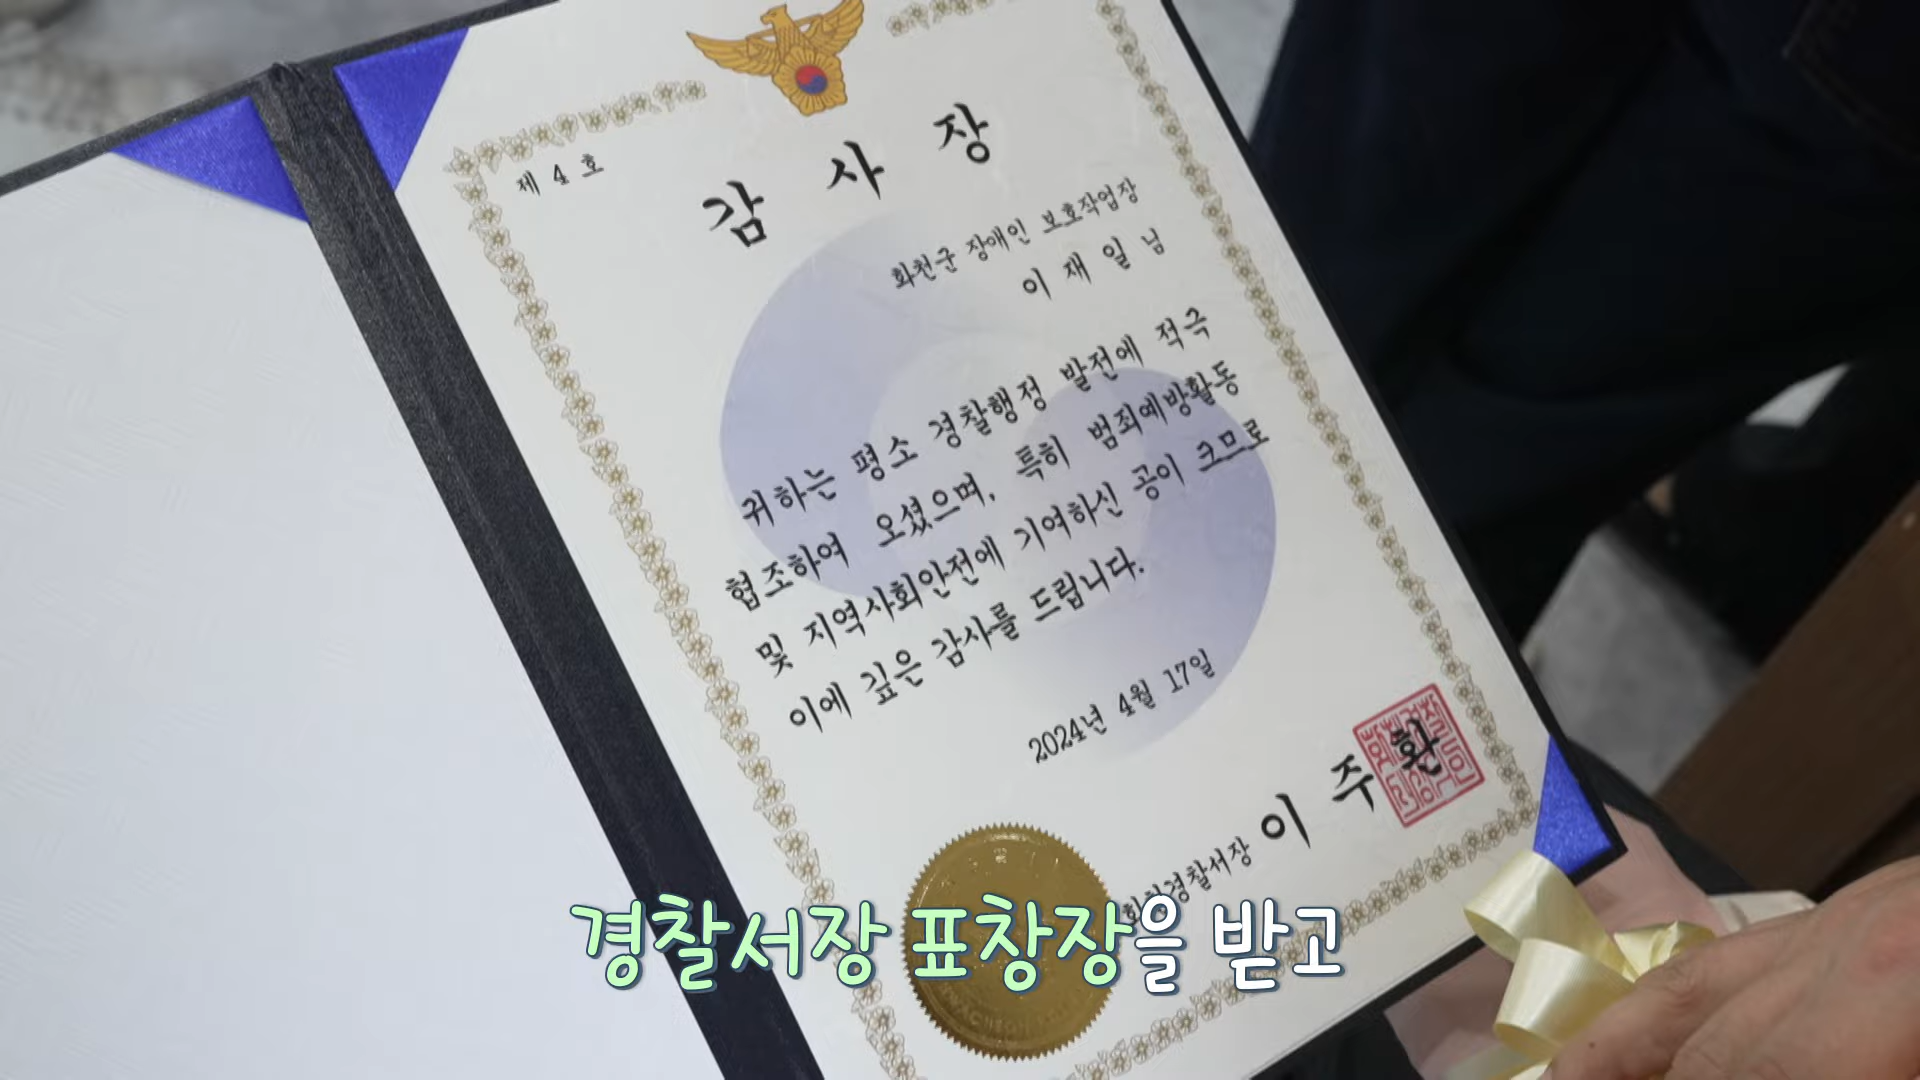 제 4 호
감 사 장
화천군 장애인 보호작업장
이 재 일 님
귀하는 평소 경찰행정 발전에 적극
협조하여 오셨으며, 특히 범죄예방활동
및 지역사회안전에 기여하신 공이 크므로
이에 깊은 감사를 드립니다.
2024년 4월 17일
화천경찰서장 이 주 환
경찰서장 표창장을 받고